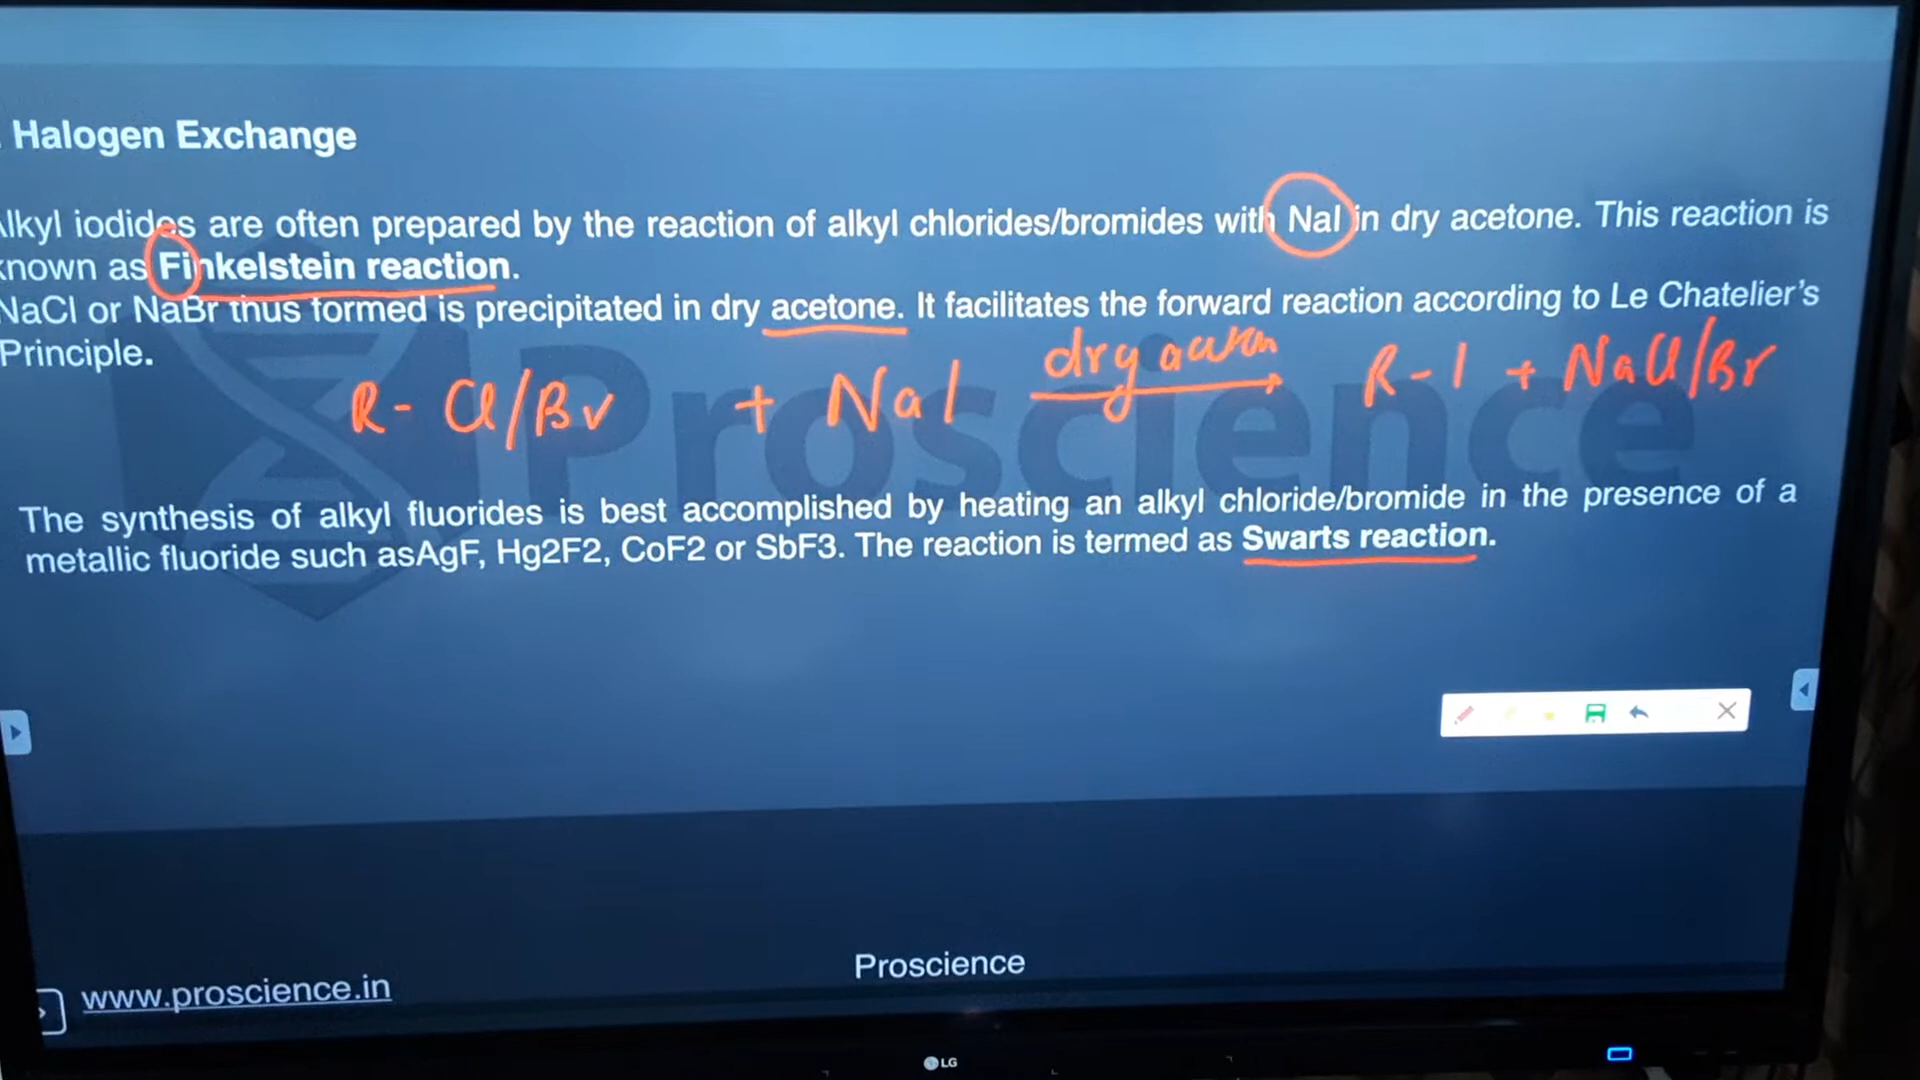 Halogen Exchange
lkyl iodides are often prepared by the reaction of alkyl chlorides/bromides with NaI in dry acetone. This reaction is
known as Finkelstein reaction.
NaCl or NaBr thus formed is precipitated in dry acetone. It facilitates the forward reaction according to Le Chatelier's
Principle.
dry
R - Cl/Br + NaI → R - I + NaCl/Br
Proscience
The synthesis of alkyl fluorides is best accomplished by heating an alkyl chloride/bromide in the presence of a
metallic fluoride such asAgF, Hg2F2, CoF2 or SbF3. The reaction is termed as Swarts reaction.
Proscience
www.proscience.in
LG